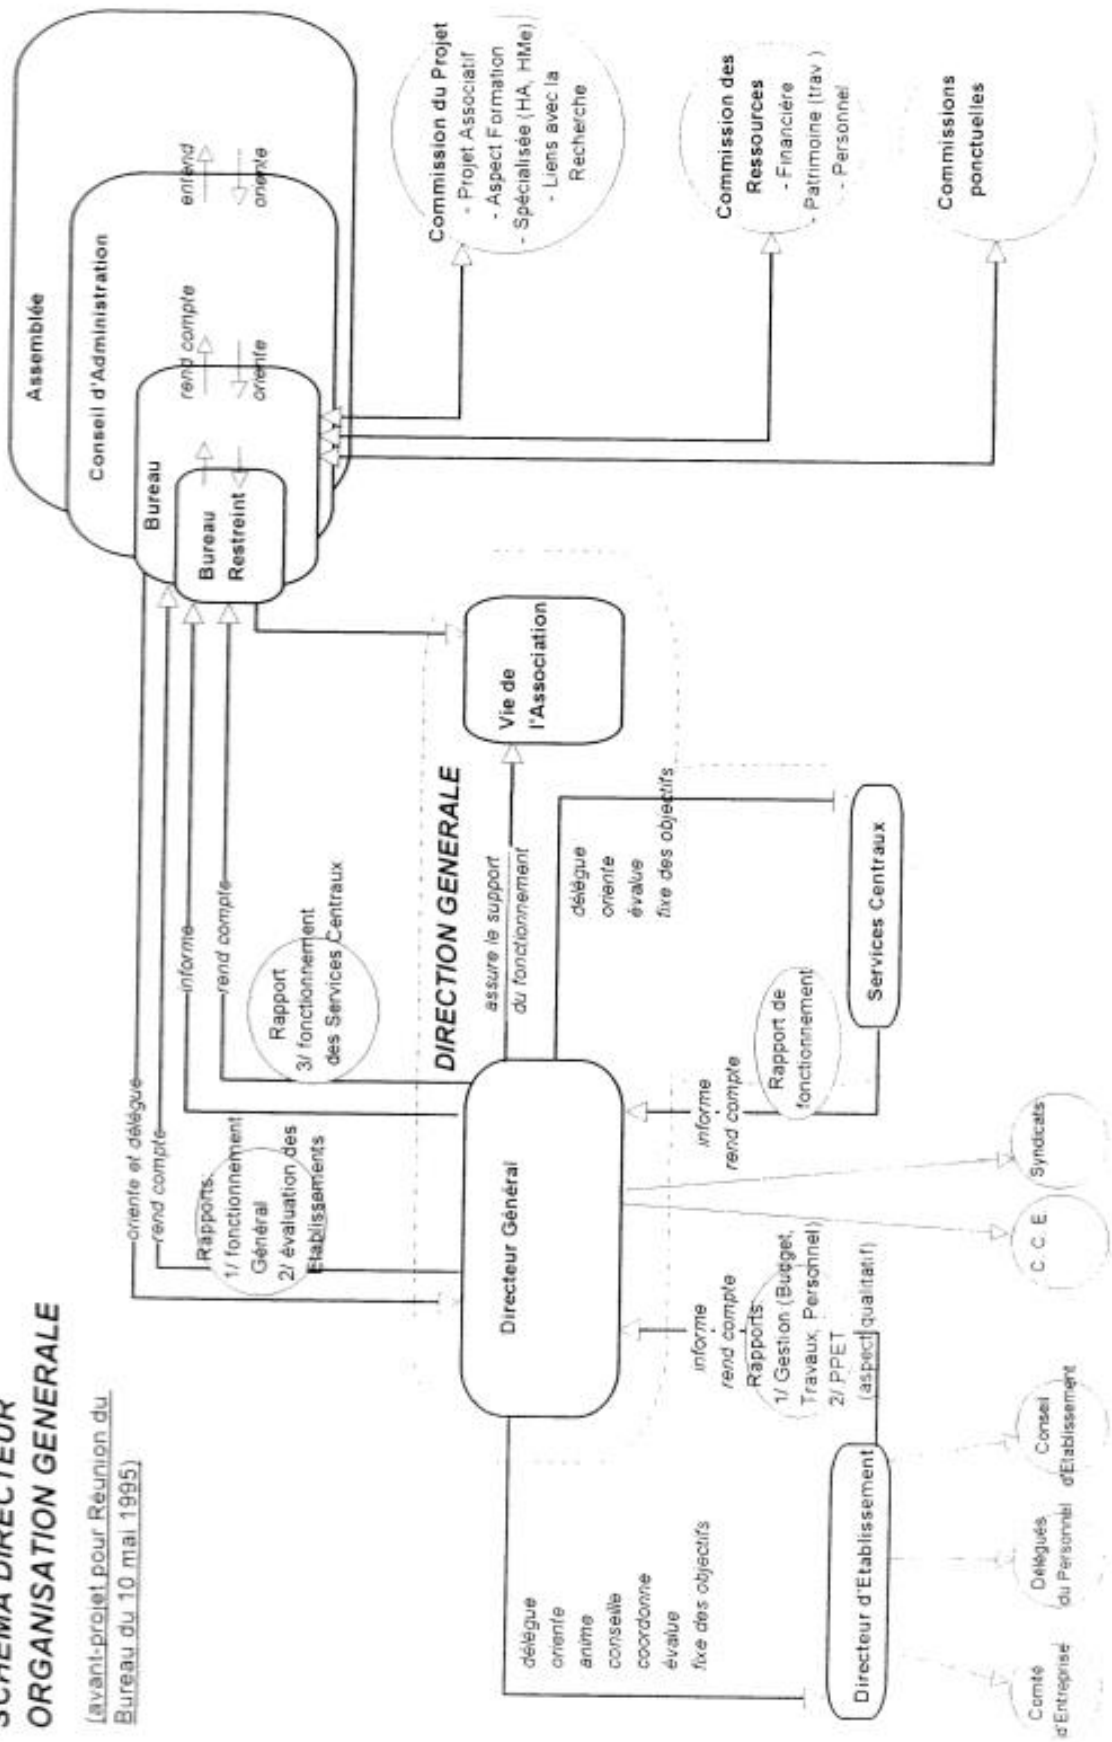 SCHEMA DIRECTEUR
ORGANISATION GENERALE
(avant-projet pour Réunion du
Bureau du 10 mai 1995)
Assemblée
Conseil d'Administration
Bureau
Bureau
Restreint
rend compte
oriente
entend
oriente
oriente et délègue
rend compte
informe
rend compte
Rapports:
1/ fonctionnement
Général
2/ évaluation des
Etablissements
Rapport
3/ fonctionnement
des Services Centraux
DIRECTION GENERALE
Directeur Général
assure le support
du fonctionnement
Vie de
l'Association
Commission du Projet
- Projet Associatif
- Aspect Formation
- Spécialisée (HA, HMe)
- Liens avec la
Recherche
Commission des
Ressources
- Financière
- Patrimoine (trav )
- Personnel
Commissions
ponctuelles
délègue
oriente
anime
conseille
coordonne
évalue
fixe des objectifs
informe
rend compte
Rapports
1/ Gestion (Budget,
Travaux, Personnel)
2/ PPET
(aspect qualitatif)
informe
rend compte
Rapport de
fonctionnement
délègue
oriente
évalue
fixe des objectifs
Directeur d'Etablissement
Services Centraux
Comité
d'Entreprise
Délégués
du Personnel
Conseil
d'Etablissement
C C E
Syndicats